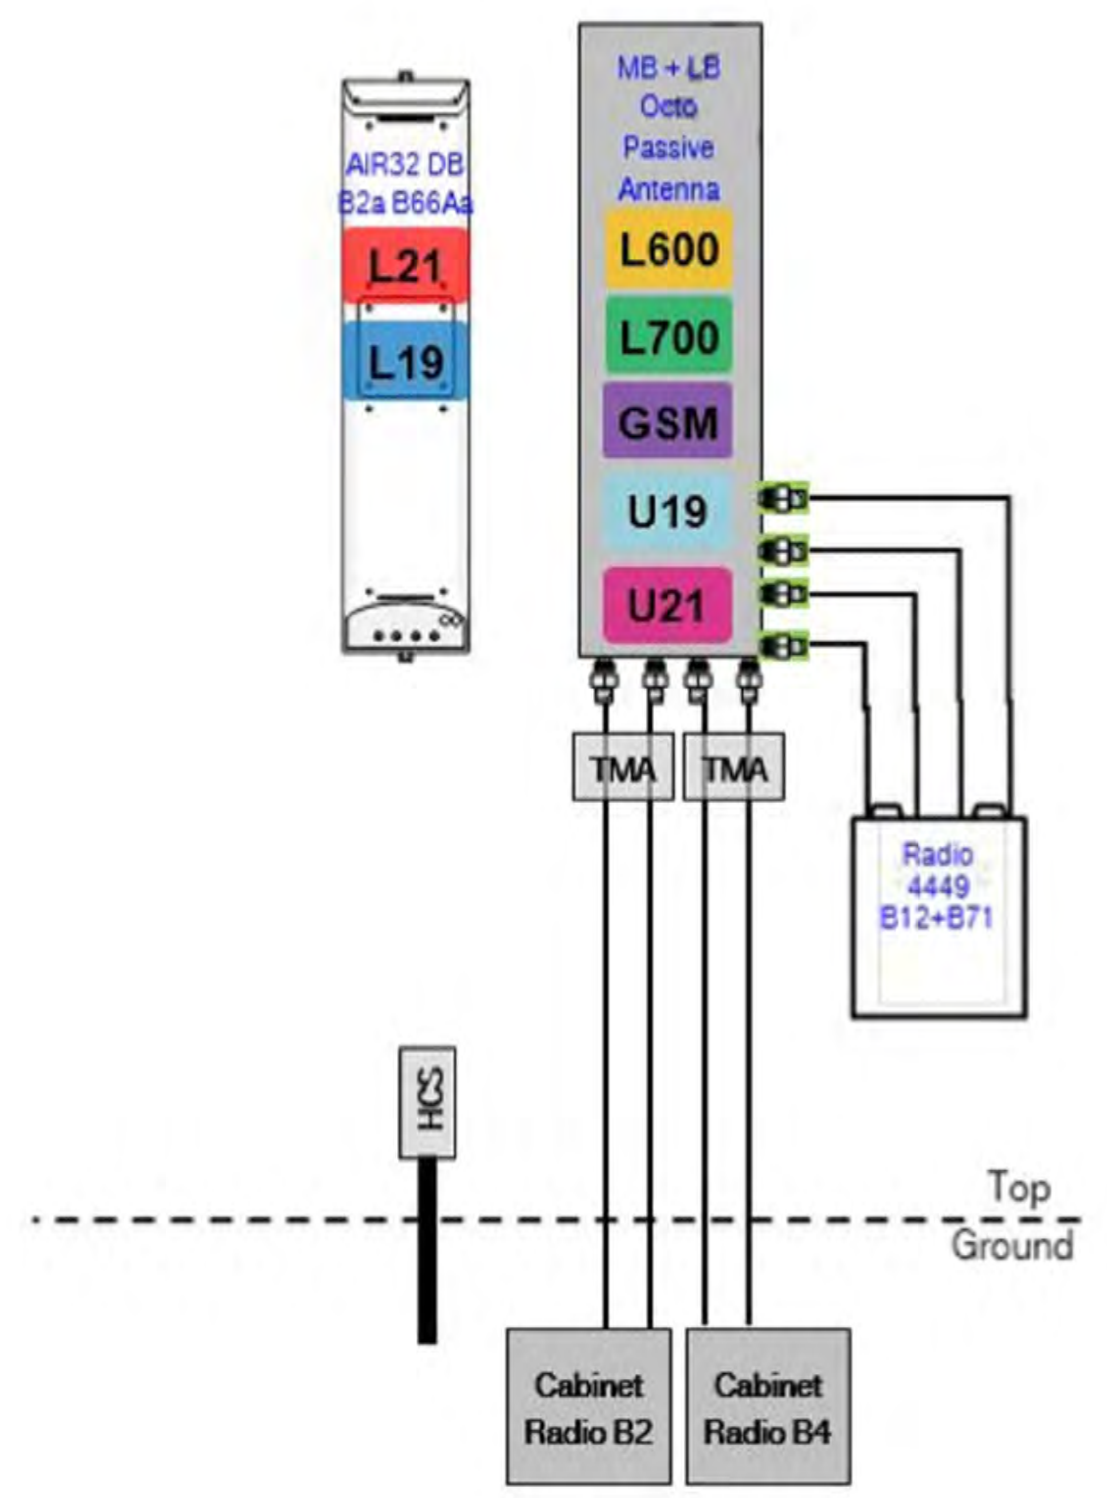 AIR32 DB
B2a B66Aa
L21
L19
MB + LB
Octo
Passive
Antenna
L600
L700
GSM
U19
U21
TMA
TMA
Radio
4449
B12+B71
HCS
Top
Ground
Cabinet
Radio B2
Cabinet
Radio B4